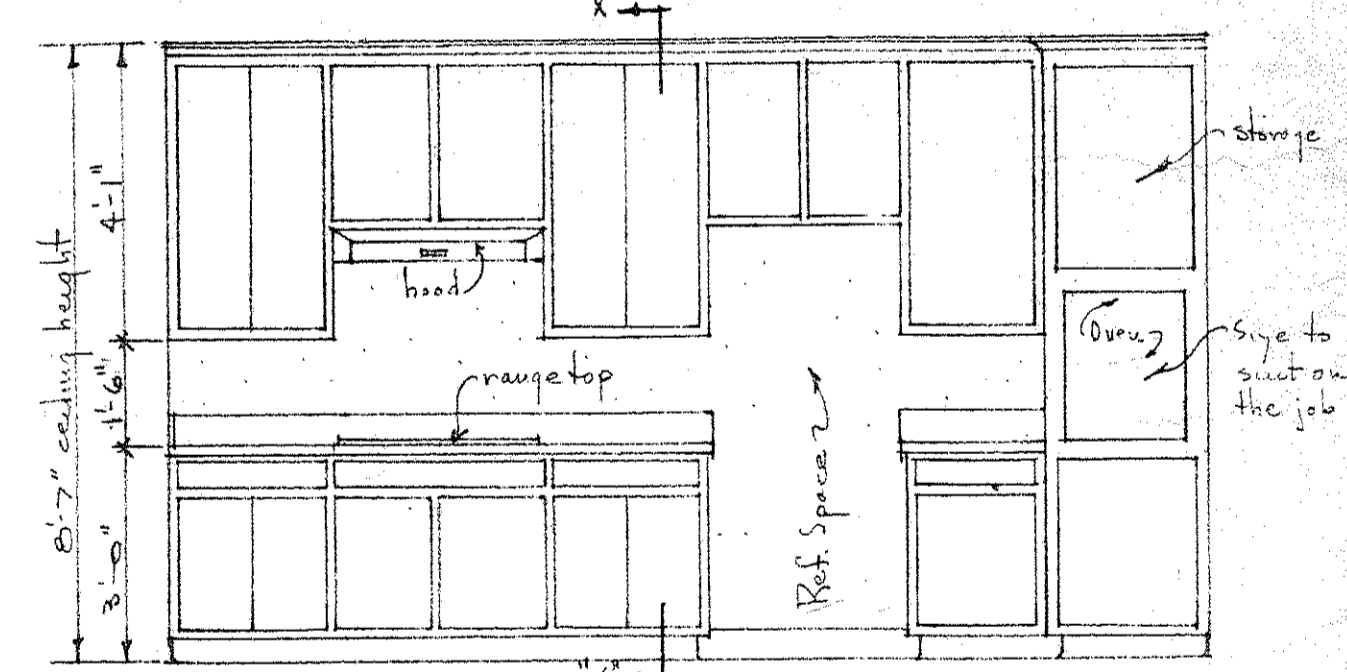 X
storage
4'-1"
8'-7" ceiling height
hood
Oven
Size to
suit on
the job
1'-6"
range top
Ref. Space
3'-0"
"X"